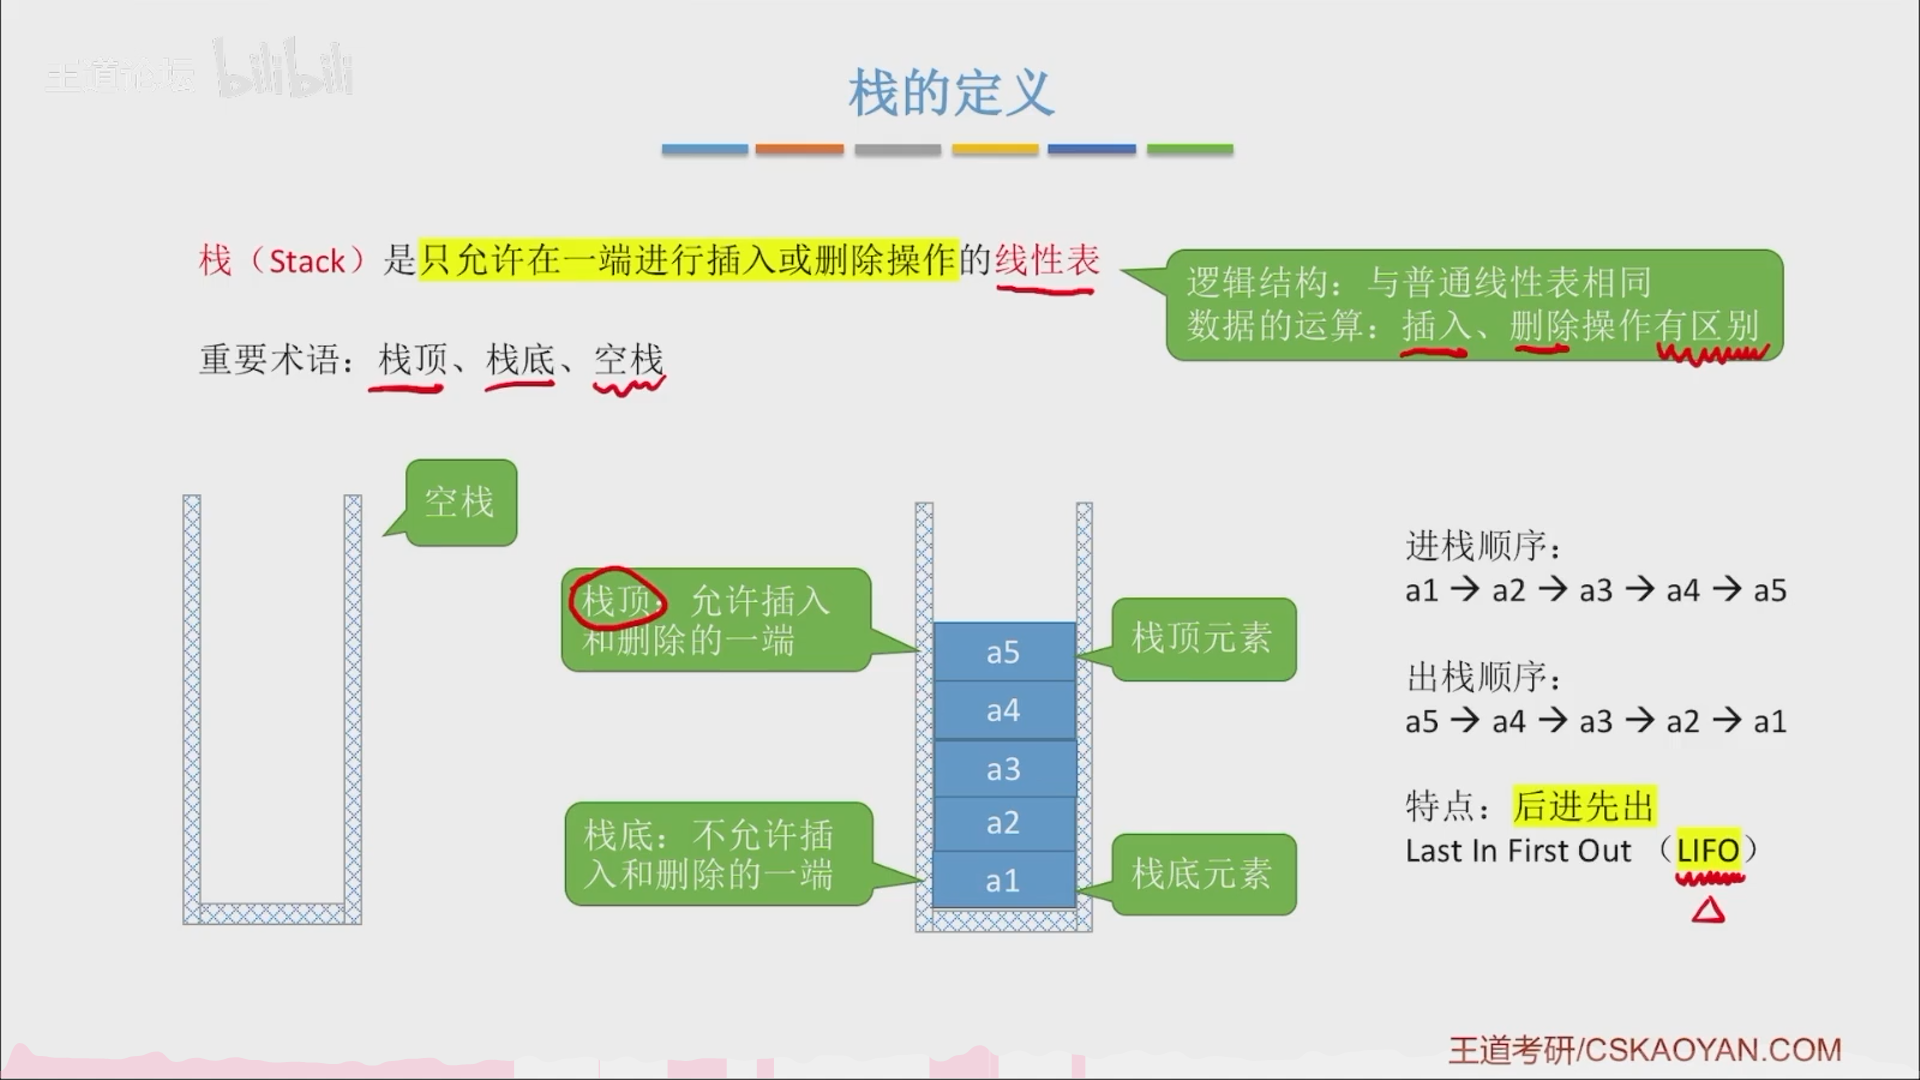 王道论坛 bilibili
栈的定义
栈（Stack）是只允许在一端进行插入或删除操作的线性表
逻辑结构：与普通线性表相同
数据的运算：插入、删除操作有区别
重要术语：栈顶、栈底、空栈
空栈
栈顶：允许插入
和删除的一端
栈底：不允许插
入和删除的一端
a5
a4
a3
a2
a1
栈顶元素
栈底元素
进栈顺序：
a1→a2→a3→a4→a5
出栈顺序：
a5→a4→a3→a2→a1
特点：后进先出
Last In First Out （LIFO）
王道考研/CSKAOYAN.COM